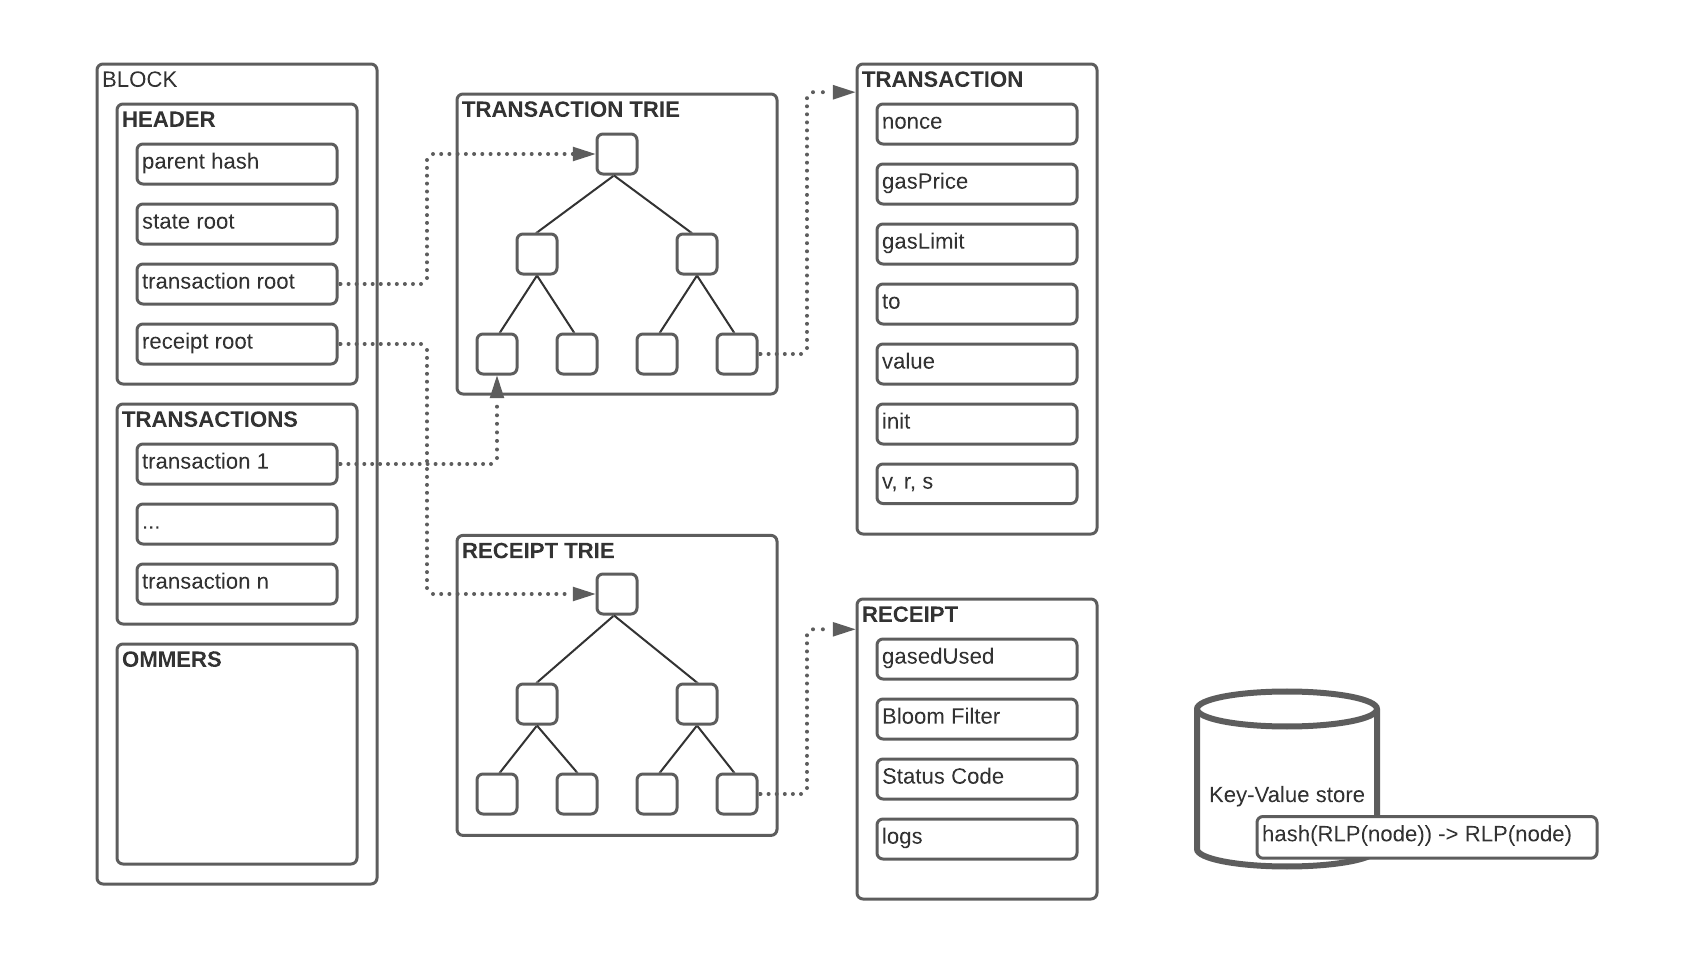 BLOCK
HEADER
parent hash
state root
transaction root
receipt root
TRANSACTIONS
transaction 1
...
transaction n
OMMERS
TRANSACTION TRIE
RECEIPT TRIE
TRANSACTION
nonce
gasPrice
gasLimit
to
value
init
v, r, s
RECEIPT
gasedUsed
Bloom Filter
Status Code
logs
Key-Value store
hash(RLP(node)) -> RLP(node)